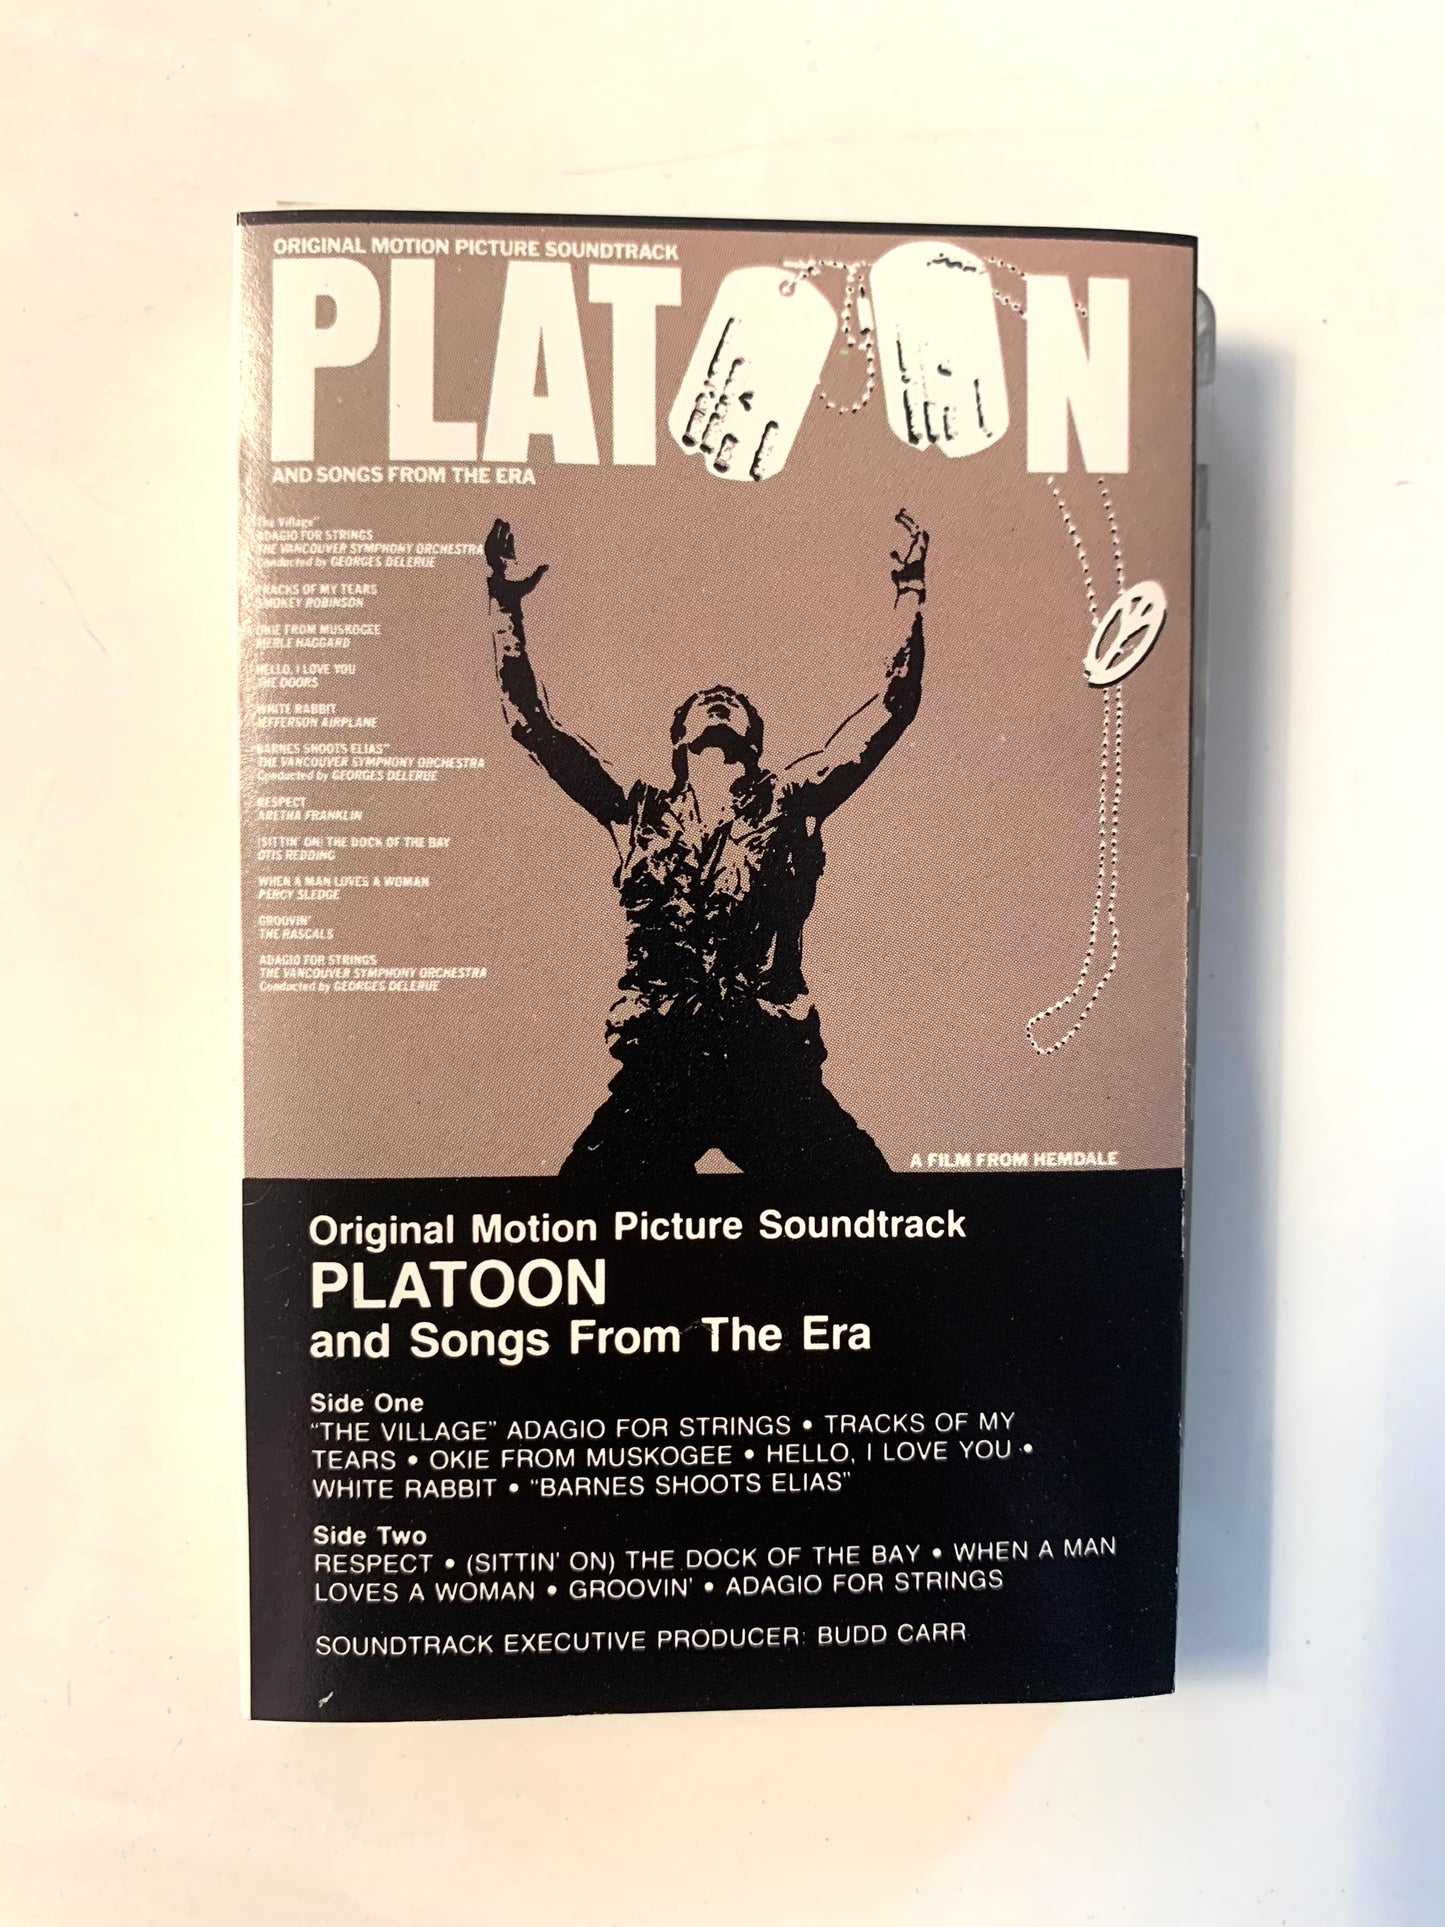 ORIGINAL MOTION PICTURE SOUNDTRACK
PLATOON
AND SONGS FROM THE ERA
"The Village"
ADAGIO FOR STRINGS
THE VANCOUVER SYMPHONY ORCHESTRA
Conducted by GEORGES DELERUE
TRACKS OF MY TEARS
SMOKEY ROBINSON
OKIE FROM MUSKOGEE
MERLE HAGGARD
HELLO, I LOVE YOU
THE DOORS
WHITE RABBIT
JEFFERSON AIRPLANE
"BARNES SHOOTS ELIAS"
THE VANCOUVER SYMPHONY ORCHESTRA
Conducted by GEORGES DELERUE
RESPECT
ARETHA FRANKLIN
(SITTIN' ON) THE DOCK OF THE BAY
OTIS REDDING
WHEN A MAN LOVES A WOMAN
PERCY SLEDGE
GROOVIN'
THE RASCALS
ADAGIO FOR STRINGS
THE VANCOUVER SYMPHONY ORCHESTRA
Conducted by GEORGES DELERUE
A FILM FROM HEMDALE
Original Motion Picture Soundtrack
PLATOON
and Songs From The Era
Side One
"THE VILLAGE" ADAGIO FOR STRINGS • TRACKS OF MY
TEARS • OKIE FROM MUSKOGEE • HELLO, I LOVE YOU •
WHITE RABBIT • "BARNES SHOOTS ELIAS"
Side Two
RESPECT • (SITTIN' ON) THE DOCK OF THE BAY • WHEN A MAN
LOVES A WOMAN • GROOVIN' • ADAGIO FOR STRINGS
SOUNDTRACK EXECUTIVE PRODUCER: BUDD CARR